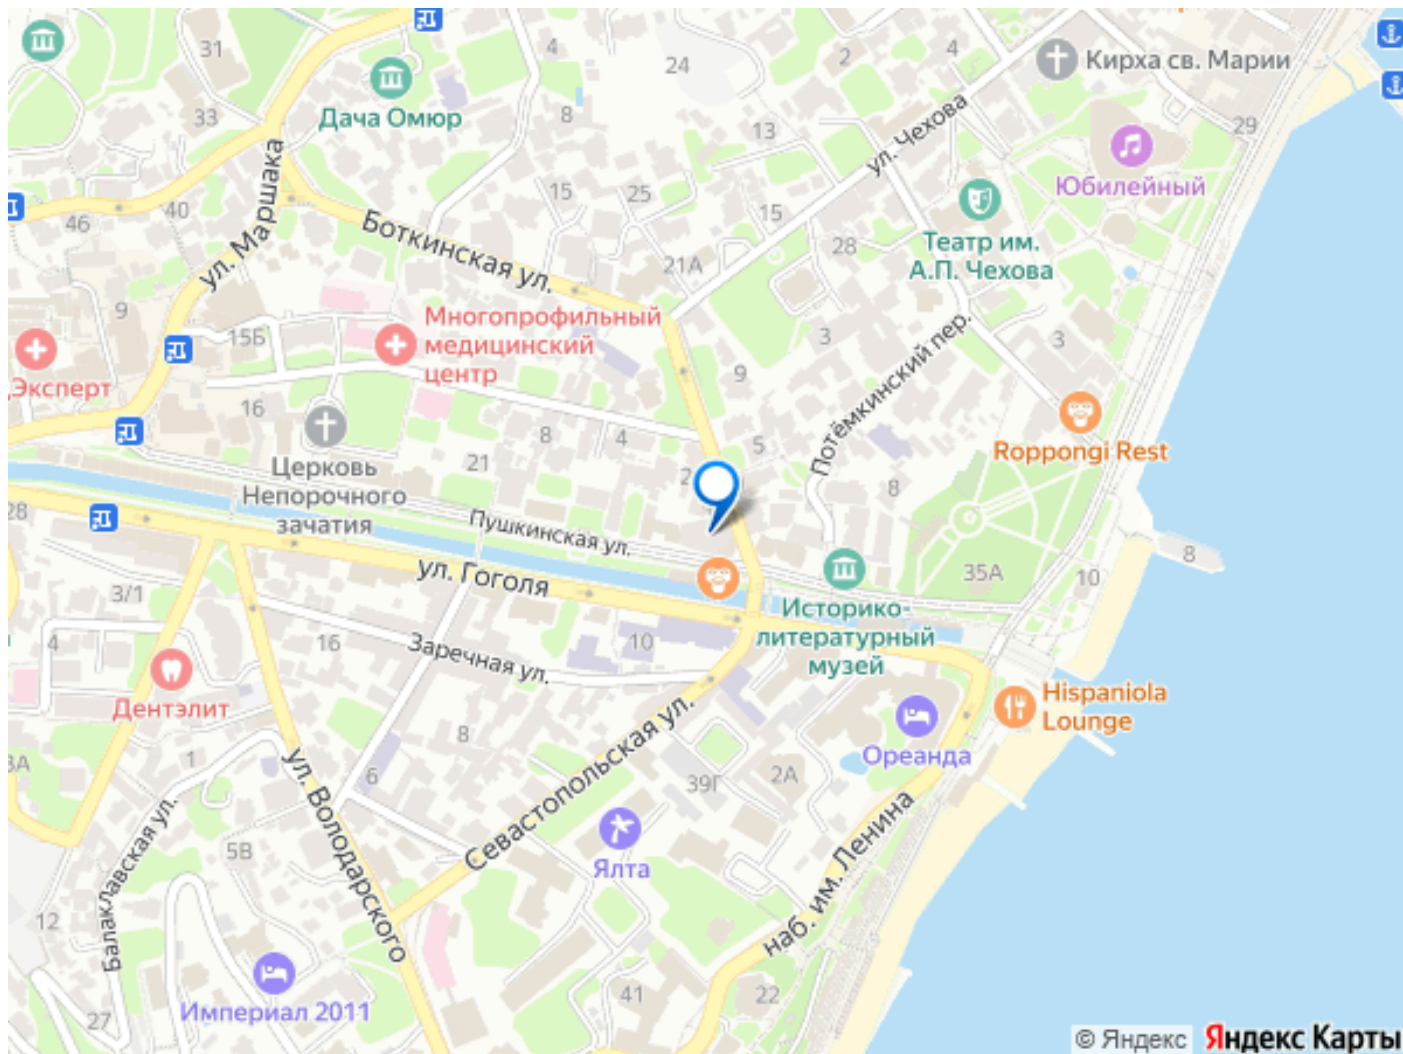 31
4
24
2
4
Кирха св. Марии
33
Дача Омюр
8
13
ул. Чехова
29
Юбилейный
ул. Маршака
46
40
15
25
15
28
Театр им.
А.П. Чехова
Боткинская ул.
21А
9
15Б
Многопрофильный
медицинский
центр
3
3
Потёмкинский пер.
Эксперт
16
9
Roppongi Rest
8
4
5
Церковь
Непорочного
зачатия
21
2
8
28
Пушкинская ул.
8
ул. Гоголя
35А
10
3/1
Историко-
литературный
музей
4
16
Заречная ул.
10
Дентэлит
Hispaniola
Lounge
8
Ореанда
1
3А
6
39Г
2А
ул. Володарского
Севастопольская ул.
наб. им. Ленина
Балаклавская ул.
5В
Ялта
12
Империал 2011
27
41
22
© Яндекс Яндекс Карты